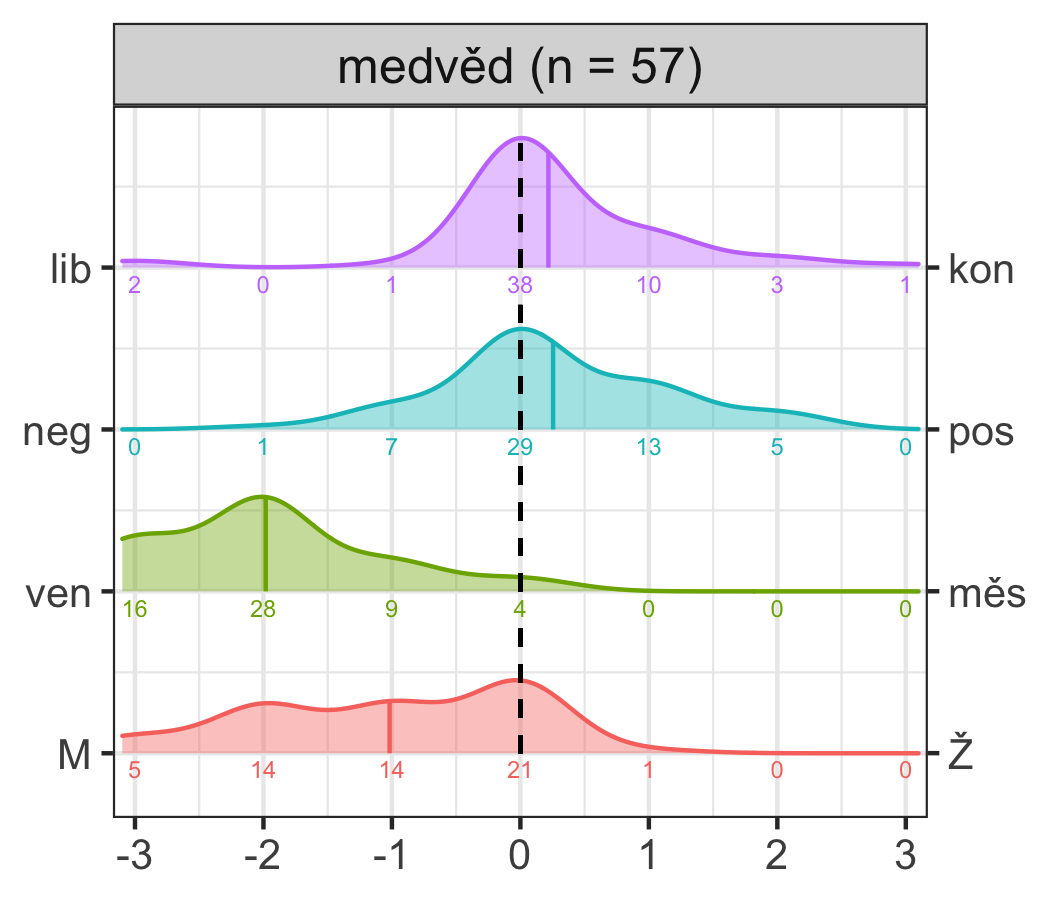 medvěd (n = 57)
lib kon
2 0 1 38 10 3 1
neg pos
0 1 7 29 13 5 0
ven měs
16 28 9 4 0 0 0
M Ž
5 14 14 21 1 0 0
-3 -2 -1 0 1 2 3